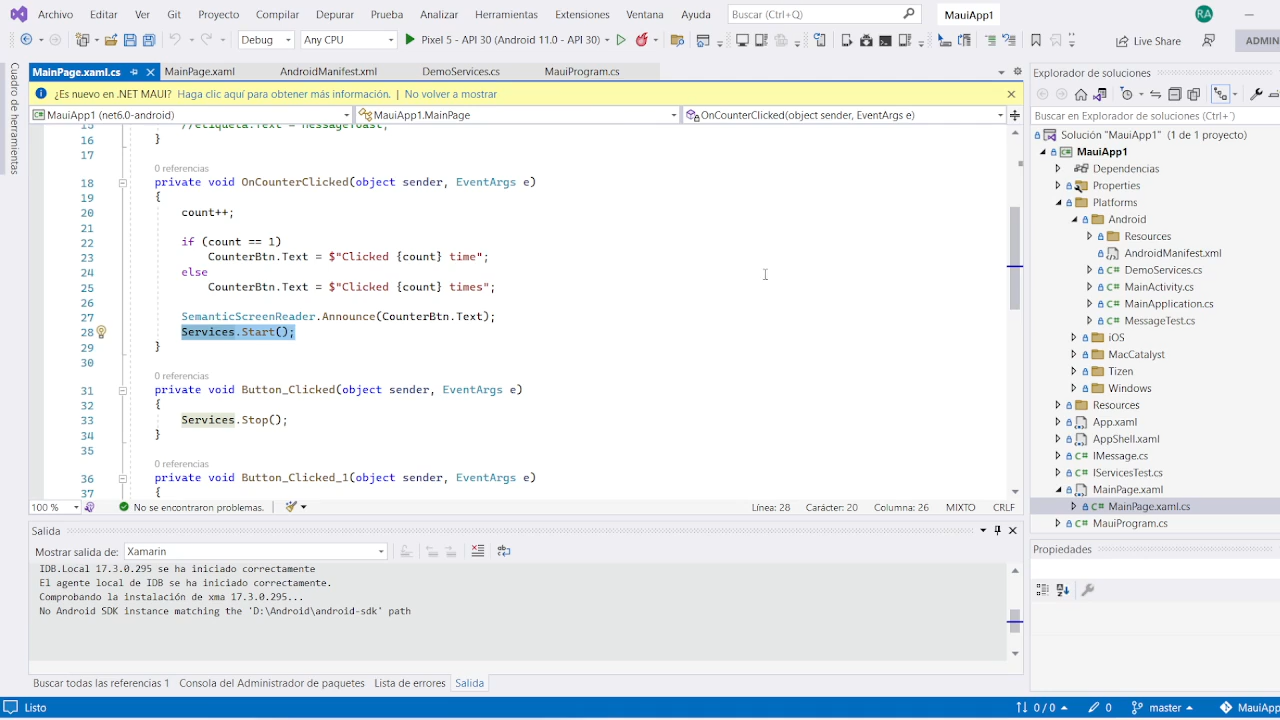 Archivo Editar Ver Git Proyecto Compilar Depurar Prueba Analizar Herramientas Extensiones Ventana Ayuda Buscar (Ctrl+Q) MauiApp1 RA
Debug Any CPU Pixel 5 - API 30 (Android 11.0 - API 30) Live Share ADMIN
Cuadro de herramientas
MainPage.xaml.cs MainPage.xaml AndroidManifest.xml DemoServices.cs MauiProgram.cs
¿Es nuevo en .NET MAUI? Haga clic aquí para obtener más información. No volver a mostrar
MauiApp1 (net6.0-android) MauiApp1.MainPage OnCounterClicked(object sender, EventArgs e)
15 //etiqueta.Text = messageToast;
16 }
17
0 referencias
18 private void OnCounterClicked(object sender, EventArgs e)
19 {
20 count++;
21
22 if (count == 1)
23 CounterBtn.Text = $"Clicked {count} time";
24 else
25 CounterBtn.Text = $"Clicked {count} times";
26
27 SemanticScreenReader.Announce(CounterBtn.Text);
28 Services.Start();
29 }
30
0 referencias
31 private void Button_Clicked(object sender, EventArgs e)
32 {
33 Services.Stop();
34 }
35
0 referencias
36 private void Button_Clicked_1(object sender, EventArgs e)
37 {
100 % No se encontraron problemas. Línea: 28 Carácter: 20 Columna: 26 MIXTO CRLF
Salida
Mostrar salida de: Xamarin
IDB.Local 17.3.0.295 se ha iniciado correctamente
El agente local de IDB se ha iniciado correctamente.
Comprobando la instalación de xma 17.3.0.295...
No Android SDK instance matching the 'D:\Android\android-sdk' path
Buscar todas las referencias 1 Consola del Administrador de paquetes Lista de errores Salida
Explorador de soluciones
Buscar en Explorador de soluciones (Ctrl+´)
Solución "MauiApp1" (1 de 1 proyecto)
MauiApp1
Dependencias
Properties
Platforms
Android
Resources
AndroidManifest.xml
C# DemoServices.cs
C# MainActivity.cs
C# MainApplication.cs
C# MessageTest.cs
iOS
MacCatalyst
Tizen
Windows
Resources
App.xaml
AppShell.xaml
C# IMessage.cs
C# IServicesTest.cs
MainPage.xaml
C# MainPage.xaml.cs
C# MauiProgram.cs
Propiedades
Listo 0 / 0 0 master MauiApp